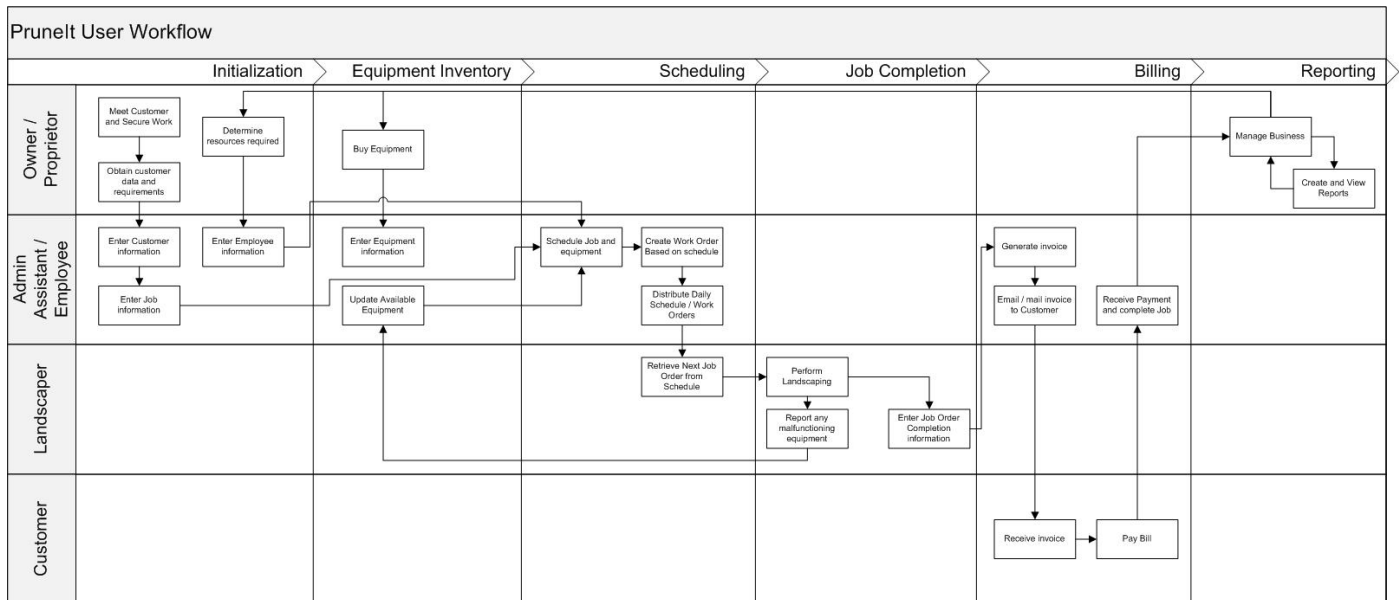 PruneIt User Workflow
Initialization
Equipment Inventory
Scheduling
Job Completion
Billing
Reporting
Owner /
Proprietor
Meet Customer
and Secure Work
Obtain customer
data and
requirements
Determine
resources required
Buy Equipment
Manage Business
Create and View
Reports
Admin
Assistant /
Employee
Enter Customer
information
Enter Job
information
Enter Employee
information
Enter Equipment
information
Update Available
Equipment
Schedule Job and
equipment
Create Work Order
Based on schedule
Distribute Daily
Schedule / Work
Orders
Generate invoice
Email / mail invoice
to Customer
Receive Payment
and complete Job
Landscaper
Retrieve Next Job
Order from
Schedule
Perform
Landscaping
Report any
malfunctioning
equipment
Enter Job Order
Completion
information
Customer
Receive invoice
Pay Bill